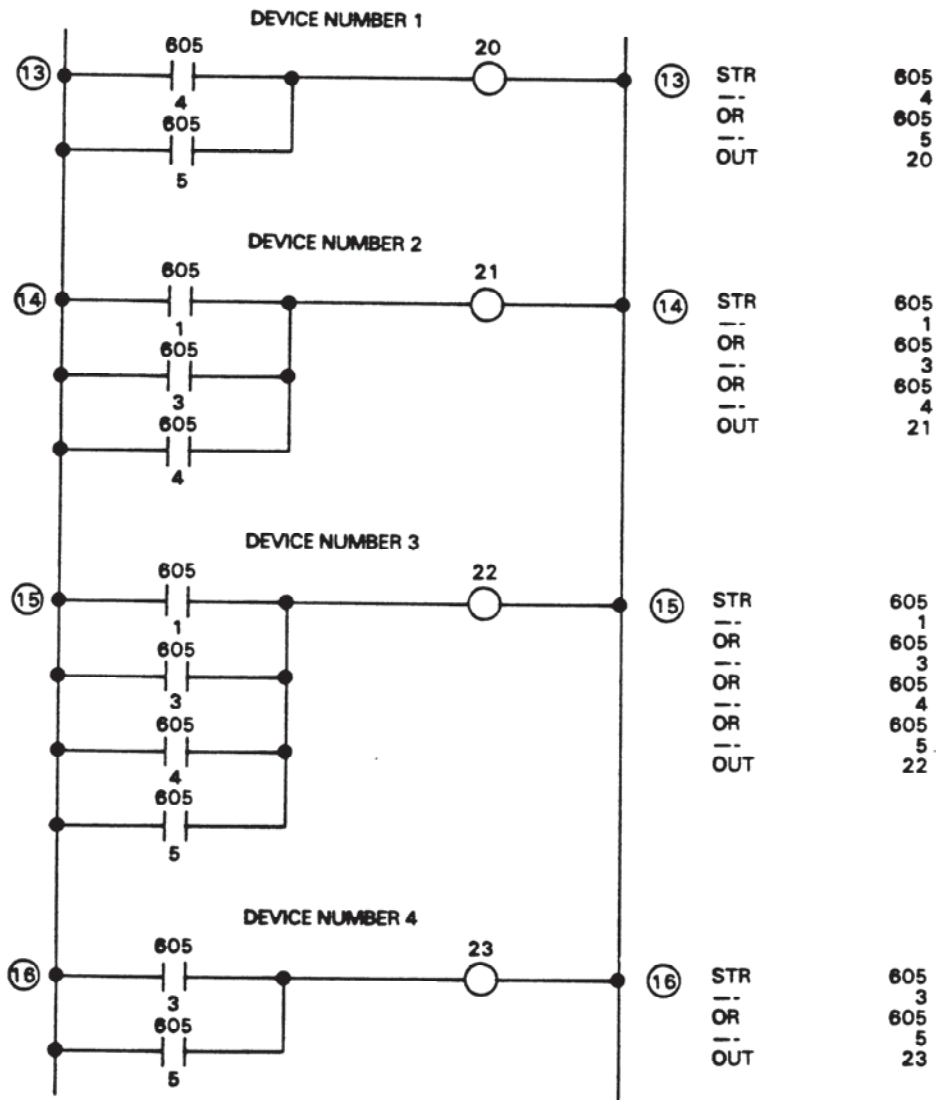 DEVICE NUMBER 1
605
20
13
4
605
5
13
STR 605
—· 4
OR 605
—· 5
OUT 20
DEVICE NUMBER 2
605
21
14
1
605
3
605
4
14
STR 605
—· 1
OR 605
—· 3
OR 605
—· 4
OUT 21
DEVICE NUMBER 3
605
22
15
1
605
3
605
4
605
5
15
STR 605
—· 1
OR 605
—· 3
OR 605
—· 4
OR 605
—· 5
OUT 22
DEVICE NUMBER 4
605
23
16
3
605
5
16
STR 605
—· 3
OR 605
—· 5
OUT 23